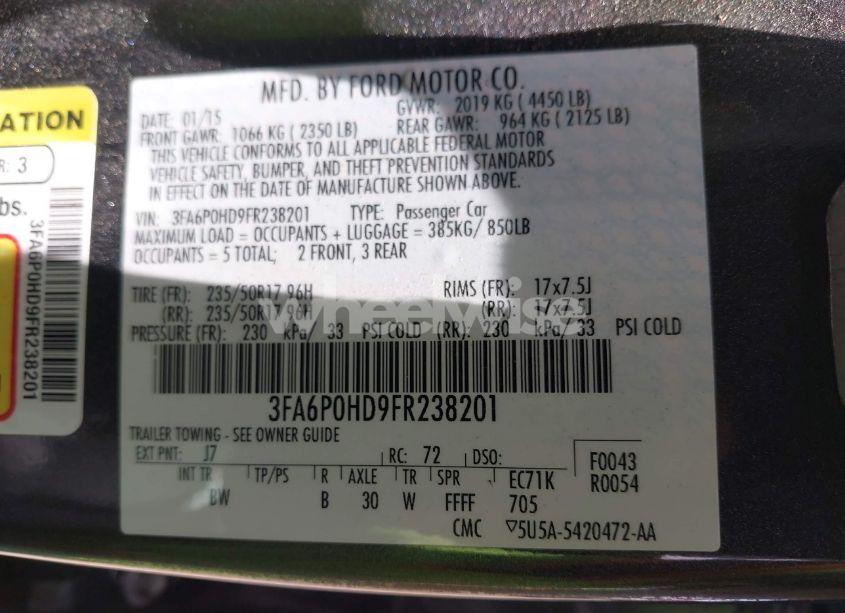 MFD. BY FORD MOTOR CO.
DATE: 01/15 GVWR: 2019 KG ( 4450 LB)
FRONT GAWR: 1066 KG ( 2350 LB) REAR GAWR: 964 KG ( 2125 LB)
THIS VEHICLE CONFORMS TO ALL APPLICABLE FEDERAL MOTOR
VEHICLE SAFETY, BUMPER, AND THEFT PREVENTION STANDARDS
IN EFFECT ON THE DATE OF MANUFACTURE SHOWN ABOVE.
VIN: 3FA6P0HD9FR238201 TYPE: Passenger Car
MAXIMUM LOAD = OCCUPANTS + LUGGAGE = 385KG/ 850LB
OCCUPANTS = 5 TOTAL; 2 FRONT, 3 REAR
TIRE (FR): 235/50R17 96H RIMS (FR): 17x7.5J
(RR): 235/50R17 96H (RR): 17x7.5J
PRESSURE (FR): 230 kPa/ 33 PSI COLD (RR): 230 kPa/ 33 PSI COLD
wheelwise
3FA6P0HD9FR238201
TRAILER TOWING - SEE OWNER GUIDE
EXT PNT: J7 RC: 72 DSO: F0043
INT TR TP/PS R AXLE TR SPR EC71K R0054
BW B 30 W FFFF 705
CMC ▽5U5A-5420472-AA
ATION
R: 3
bs.
3FA6P0HD9FR238201